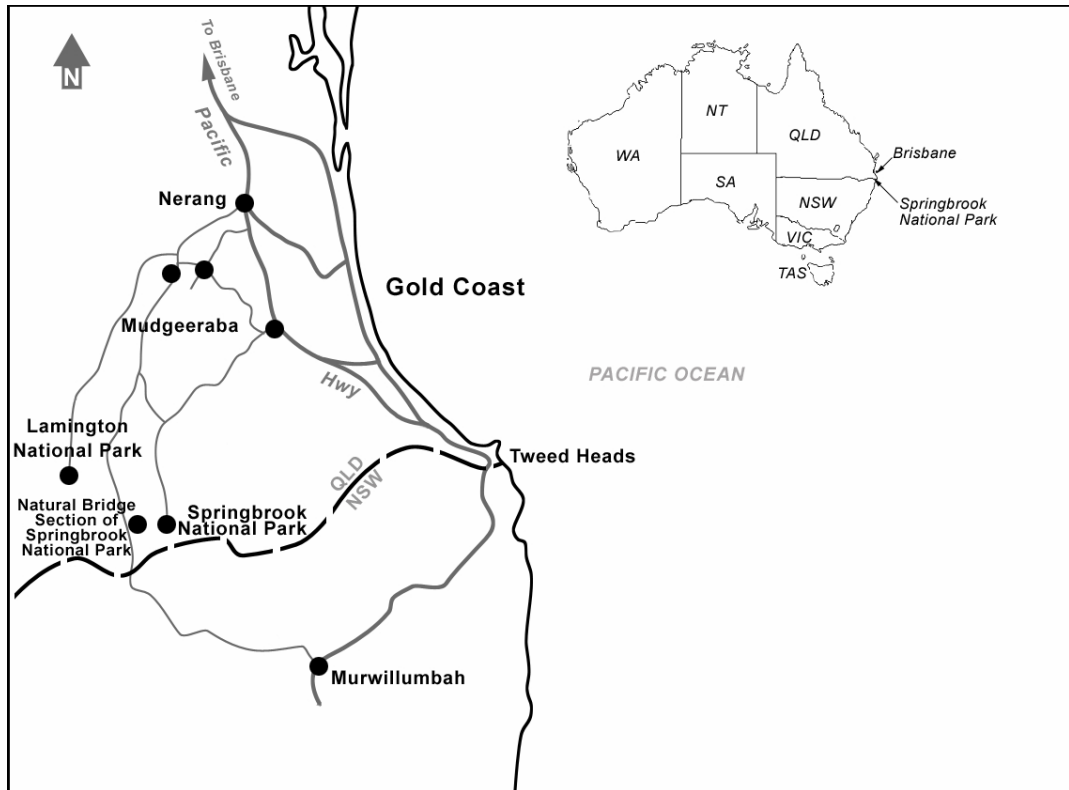 N
To Brisbane
Pacific
Nerang
Gold Coast
Mudgeeraba
Hwy
Lamington
National Park
Natural Bridge
Section of
Springbrook
National Park
Springbrook
National Park
QLD
NSW
Tweed Heads
Murwillumbah
PACIFIC OCEAN
WA
NT
QLD
SA
NSW
VIC
TAS
Brisbane
Springbrook
National Park